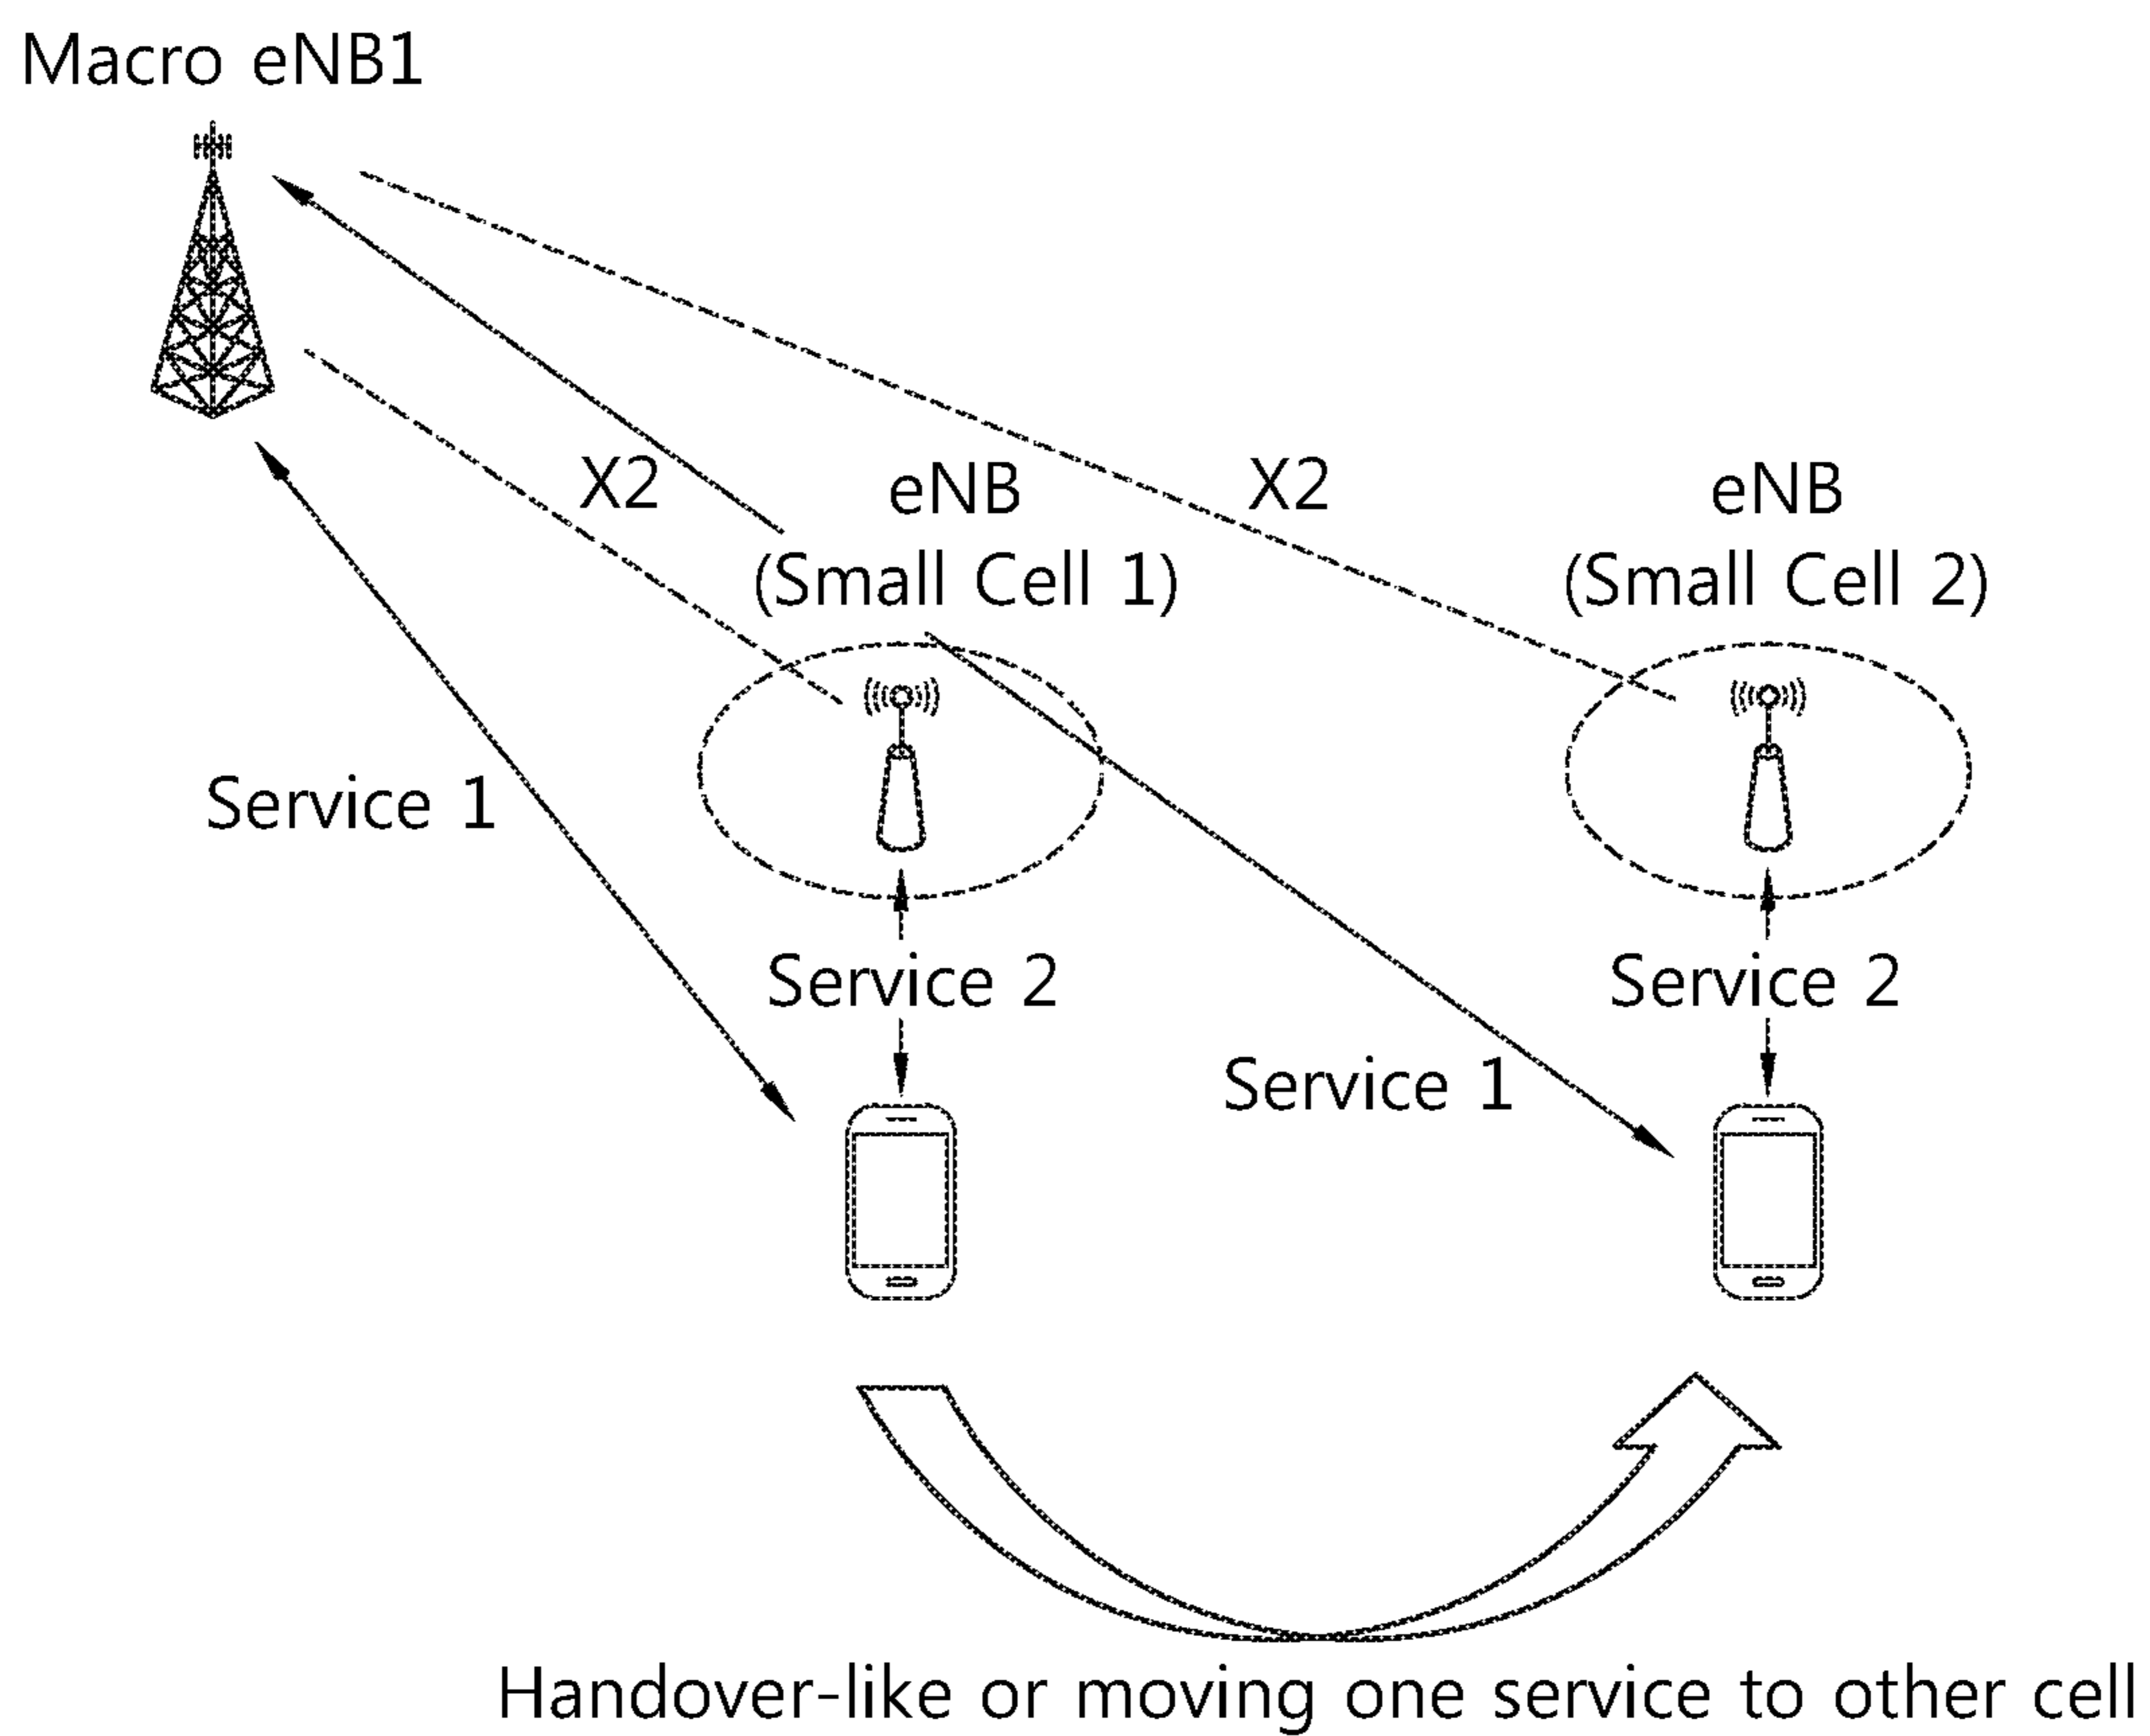 Macro eNB1
X2
eNB
(Small Cell 1)
X2
eNB
(Small Cell 2)
Service 1
Service 2
Service 2
Service 1
Handover-like or moving one service to other cell